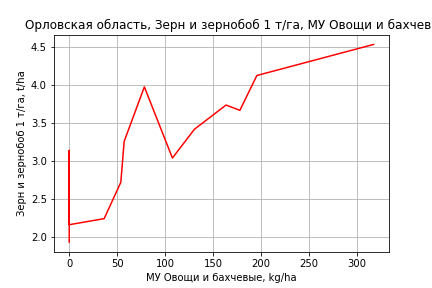 Орловская область, Зерн и зернобоб 1 т/га, МУ Овощи и бахчев
4.5
4.0
3.5
3.0
2.5
2.0
Зерн и зернобоб 1 т/га, t/ha
0 50 100 150 200 250 300
МУ Овощи и бахчевые, kg/ha